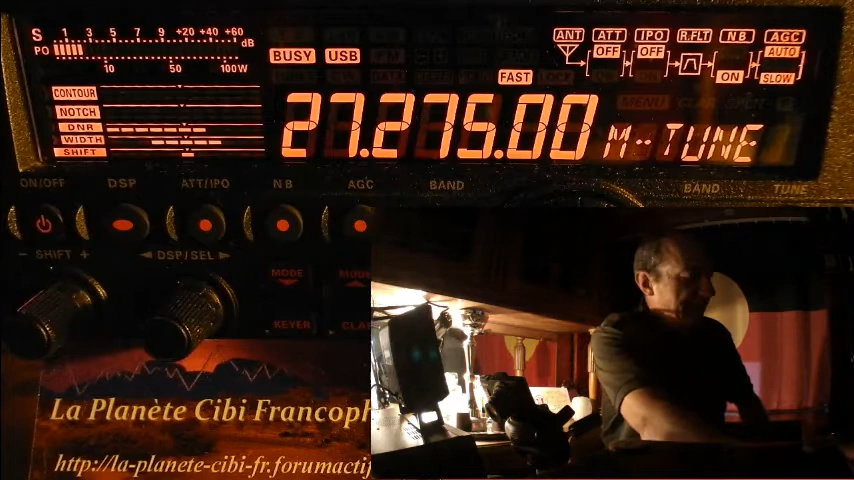 S 1 3 5 7 9 +20 +40 +60 dB
PO
10 50 100W
BUSY USB
ANT ATT IPO R.FLT NB AGC
OFF OFF AUTO
ON SLOW
FAST
CONTOUR
NOTCH
DNR
WIDTH
SHIFT
27.275.00 M-TUNE
ON/OFF DSP ATT/IPO NB AGC BAND BAND TUNE
− SHIFT + ◄ DSP/SEL ►
MODE
KEYER
La Planète Cibi Francoph
http://la-planete-cibi-fr.forumactif